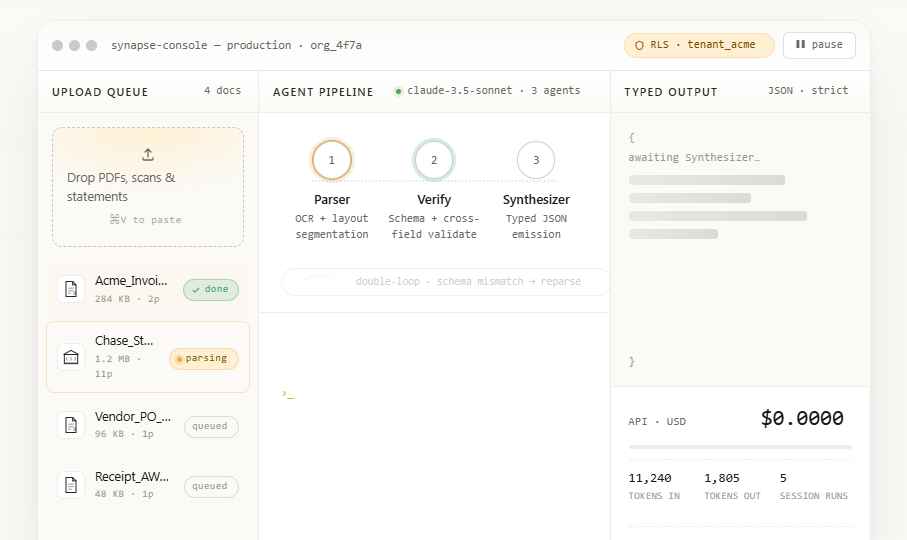 synapse-console — production · org_4f7a
RLS · tenant_acme
pause
UPLOAD QUEUE
4 docs
Drop PDFs, scans &
statements
⌘V to paste
Acme_Invoi...
284 KB · 2p
done
Chase_St...
1.2 MB ·
11p
parsing
Vendor_PO_...
96 KB · 1p
queued
Receipt_AW...
48 KB · 1p
queued
AGENT PIPELINE
claude-3.5-sonnet · 3 agents
1
2
3
Parser
Verify
Synthesizer
OCR + layout
segmentation
Schema + cross-
field validate
Typed JSON
emission
double-loop · schema mismatch → reparse
›_
TYPED OUTPUT
JSON · strict
{
awaiting Synthesizer…
}
API · USD
$0.0000
11,240
TOKENS IN
1,805
TOKENS OUT
5
SESSION RUNS